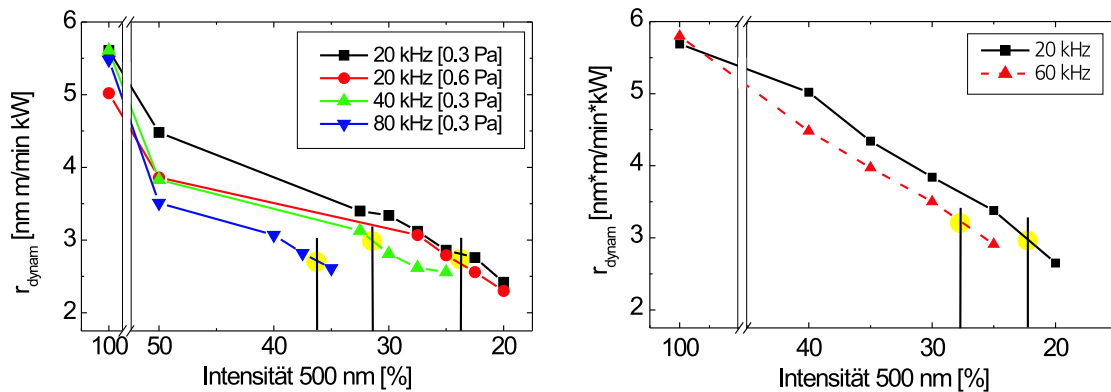 6
5
4
3
2
r dynam [nm m/min kW]
20 kHz [0.3 Pa]
20 kHz [0.6 Pa]
40 kHz [0.3 Pa]
80 kHz [0.3 Pa]
100 50 40 30 20
Intensität 500 nm [%]
6
5
4
3
2
r dynam [nm*m/min*kW]
20 kHz
60 kHz
100 40 30 20
Intensität 500 nm [%]